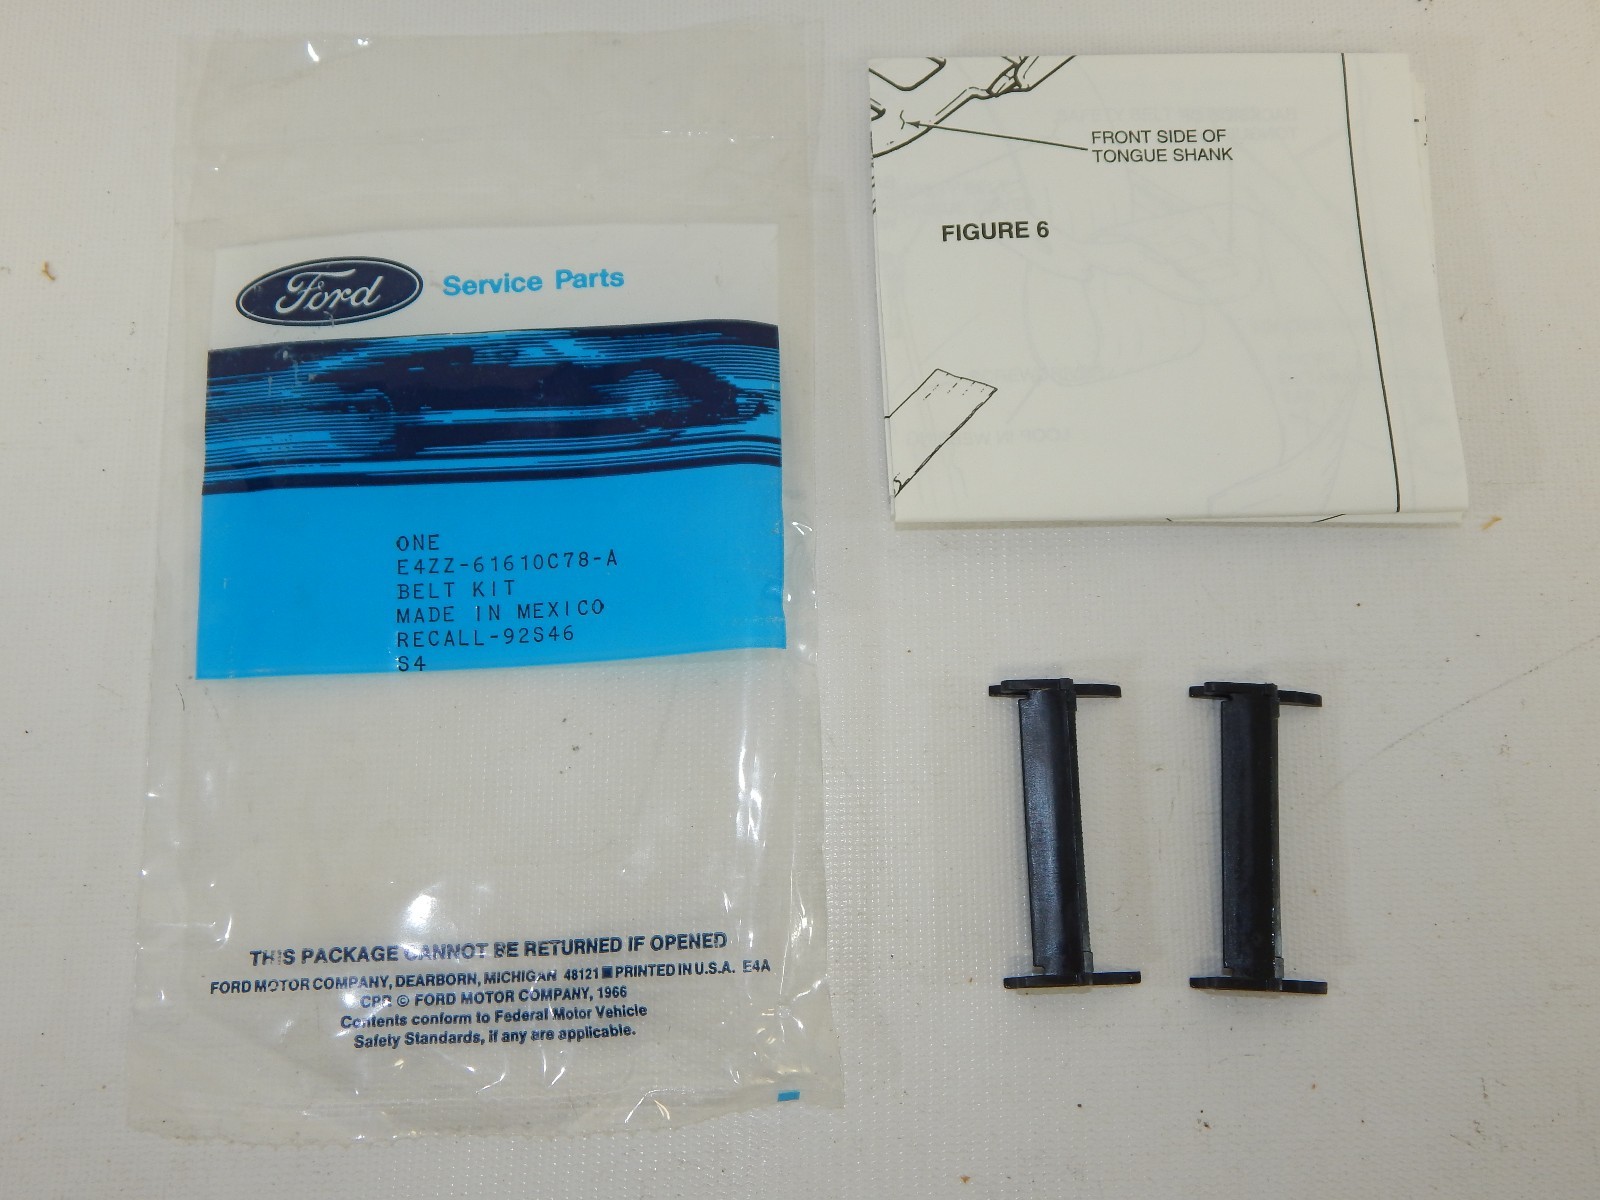 Ford Service Parts
ONE
E4ZZ-61610C78-A
BELT KIT
MADE IN MEXICO
RECALL-92S46
S4
THIS PACKAGE CANNOT BE RETURNED IF OPENED
FORD MOTOR COMPANY, DEARBORN, MICHIGAN 48121 ■ PRINTED IN U.S.A. E4A
CPR © FORD MOTOR COMPANY, 1966
Contents conform to Federal Motor Vehicle
Safety Standards, if any are applicable.
FRONT SIDE OF
TONGUE SHANK
FIGURE 6